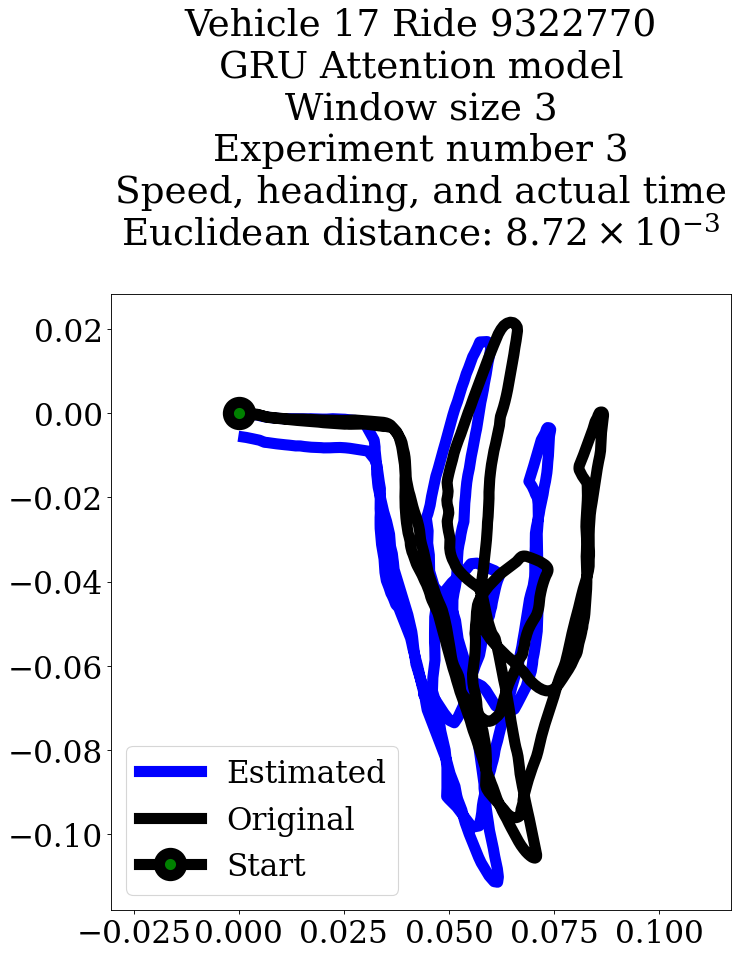 Vehicle 17 Ride 9322770
GRU Attention model
Window size 3
Experiment number 3
Speed, heading, and actual time
Euclidean distance: 8.72 × 10⁻³
0.02
0.00
−0.02
−0.04
−0.06
−0.08
−0.10
Estimated
Original
Start
−0.025 0.000 0.025 0.050 0.075 0.100